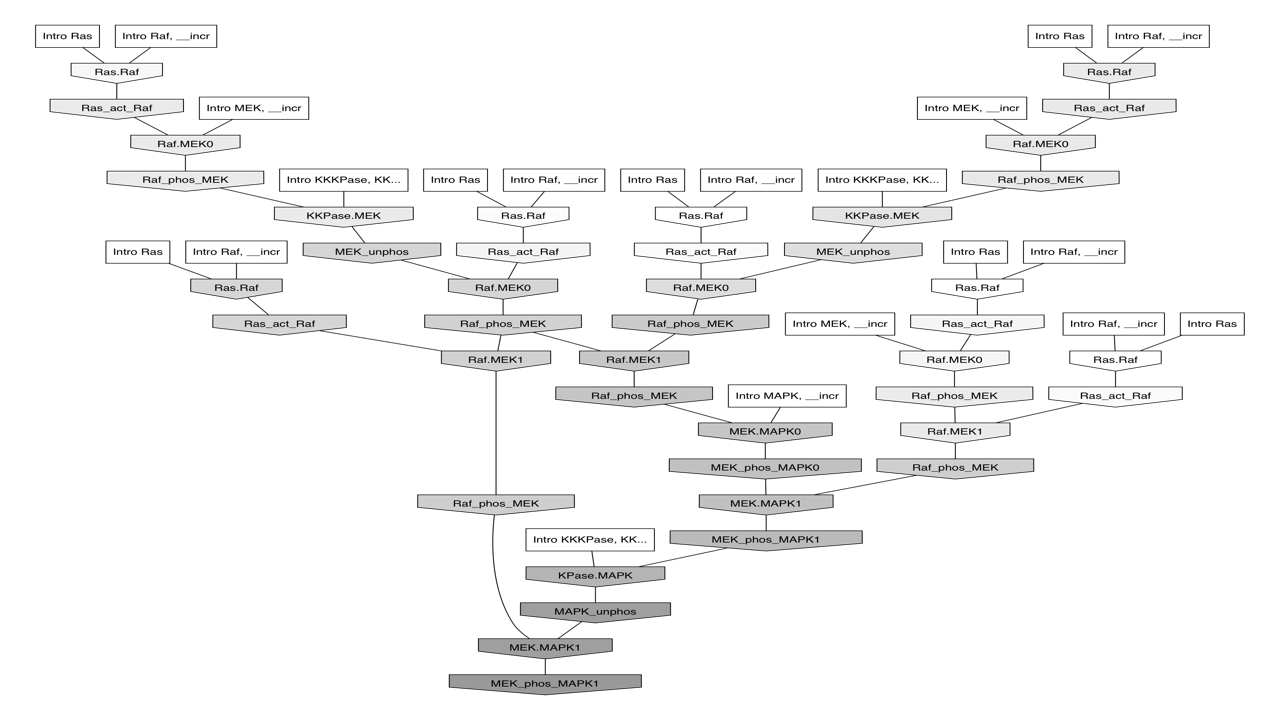 Intro Ras
Intro Raf, __incr
Intro Ras
Intro Raf, __incr
Ras.Raf
Ras.Raf
Ras_act_Raf
Intro MEK, __incr
Intro MEK, __incr
Ras_act_Raf
Raf.MEK0
Raf.MEK0
Raf_phos_MEK
Intro KKKPase, KK...
Intro Ras
Intro Raf, __incr
Intro Ras
Intro Raf, __incr
Intro KKKPase, KK...
Raf_phos_MEK
KKPase.MEK
Ras.Raf
Ras.Raf
KKPase.MEK
Intro Ras
Intro Raf, __incr
MEK_unphos
Ras_act_Raf
Ras_act_Raf
MEK_unphos
Intro Ras
Intro Raf, __incr
Ras.Raf
Raf.MEK0
Raf.MEK0
Ras.Raf
Ras_act_Raf
Raf_phos_MEK
Raf_phos_MEK
Intro MEK, __incr
Ras_act_Raf
Intro Raf, __incr
Intro Ras
Raf.MEK1
Raf.MEK1
Raf.MEK0
Ras.Raf
Raf_phos_MEK
Intro MAPK, __incr
Raf_phos_MEK
Ras_act_Raf
MEK.MAPK0
Raf.MEK1
MEK_phos_MAPK0
Raf_phos_MEK
Raf_phos_MEK
MEK.MAPK1
Intro KKKPase, KK...
MEK_phos_MAPK1
KPase.MAPK
MAPK_unphos
MEK.MAPK1
MEK_phos_MAPK1